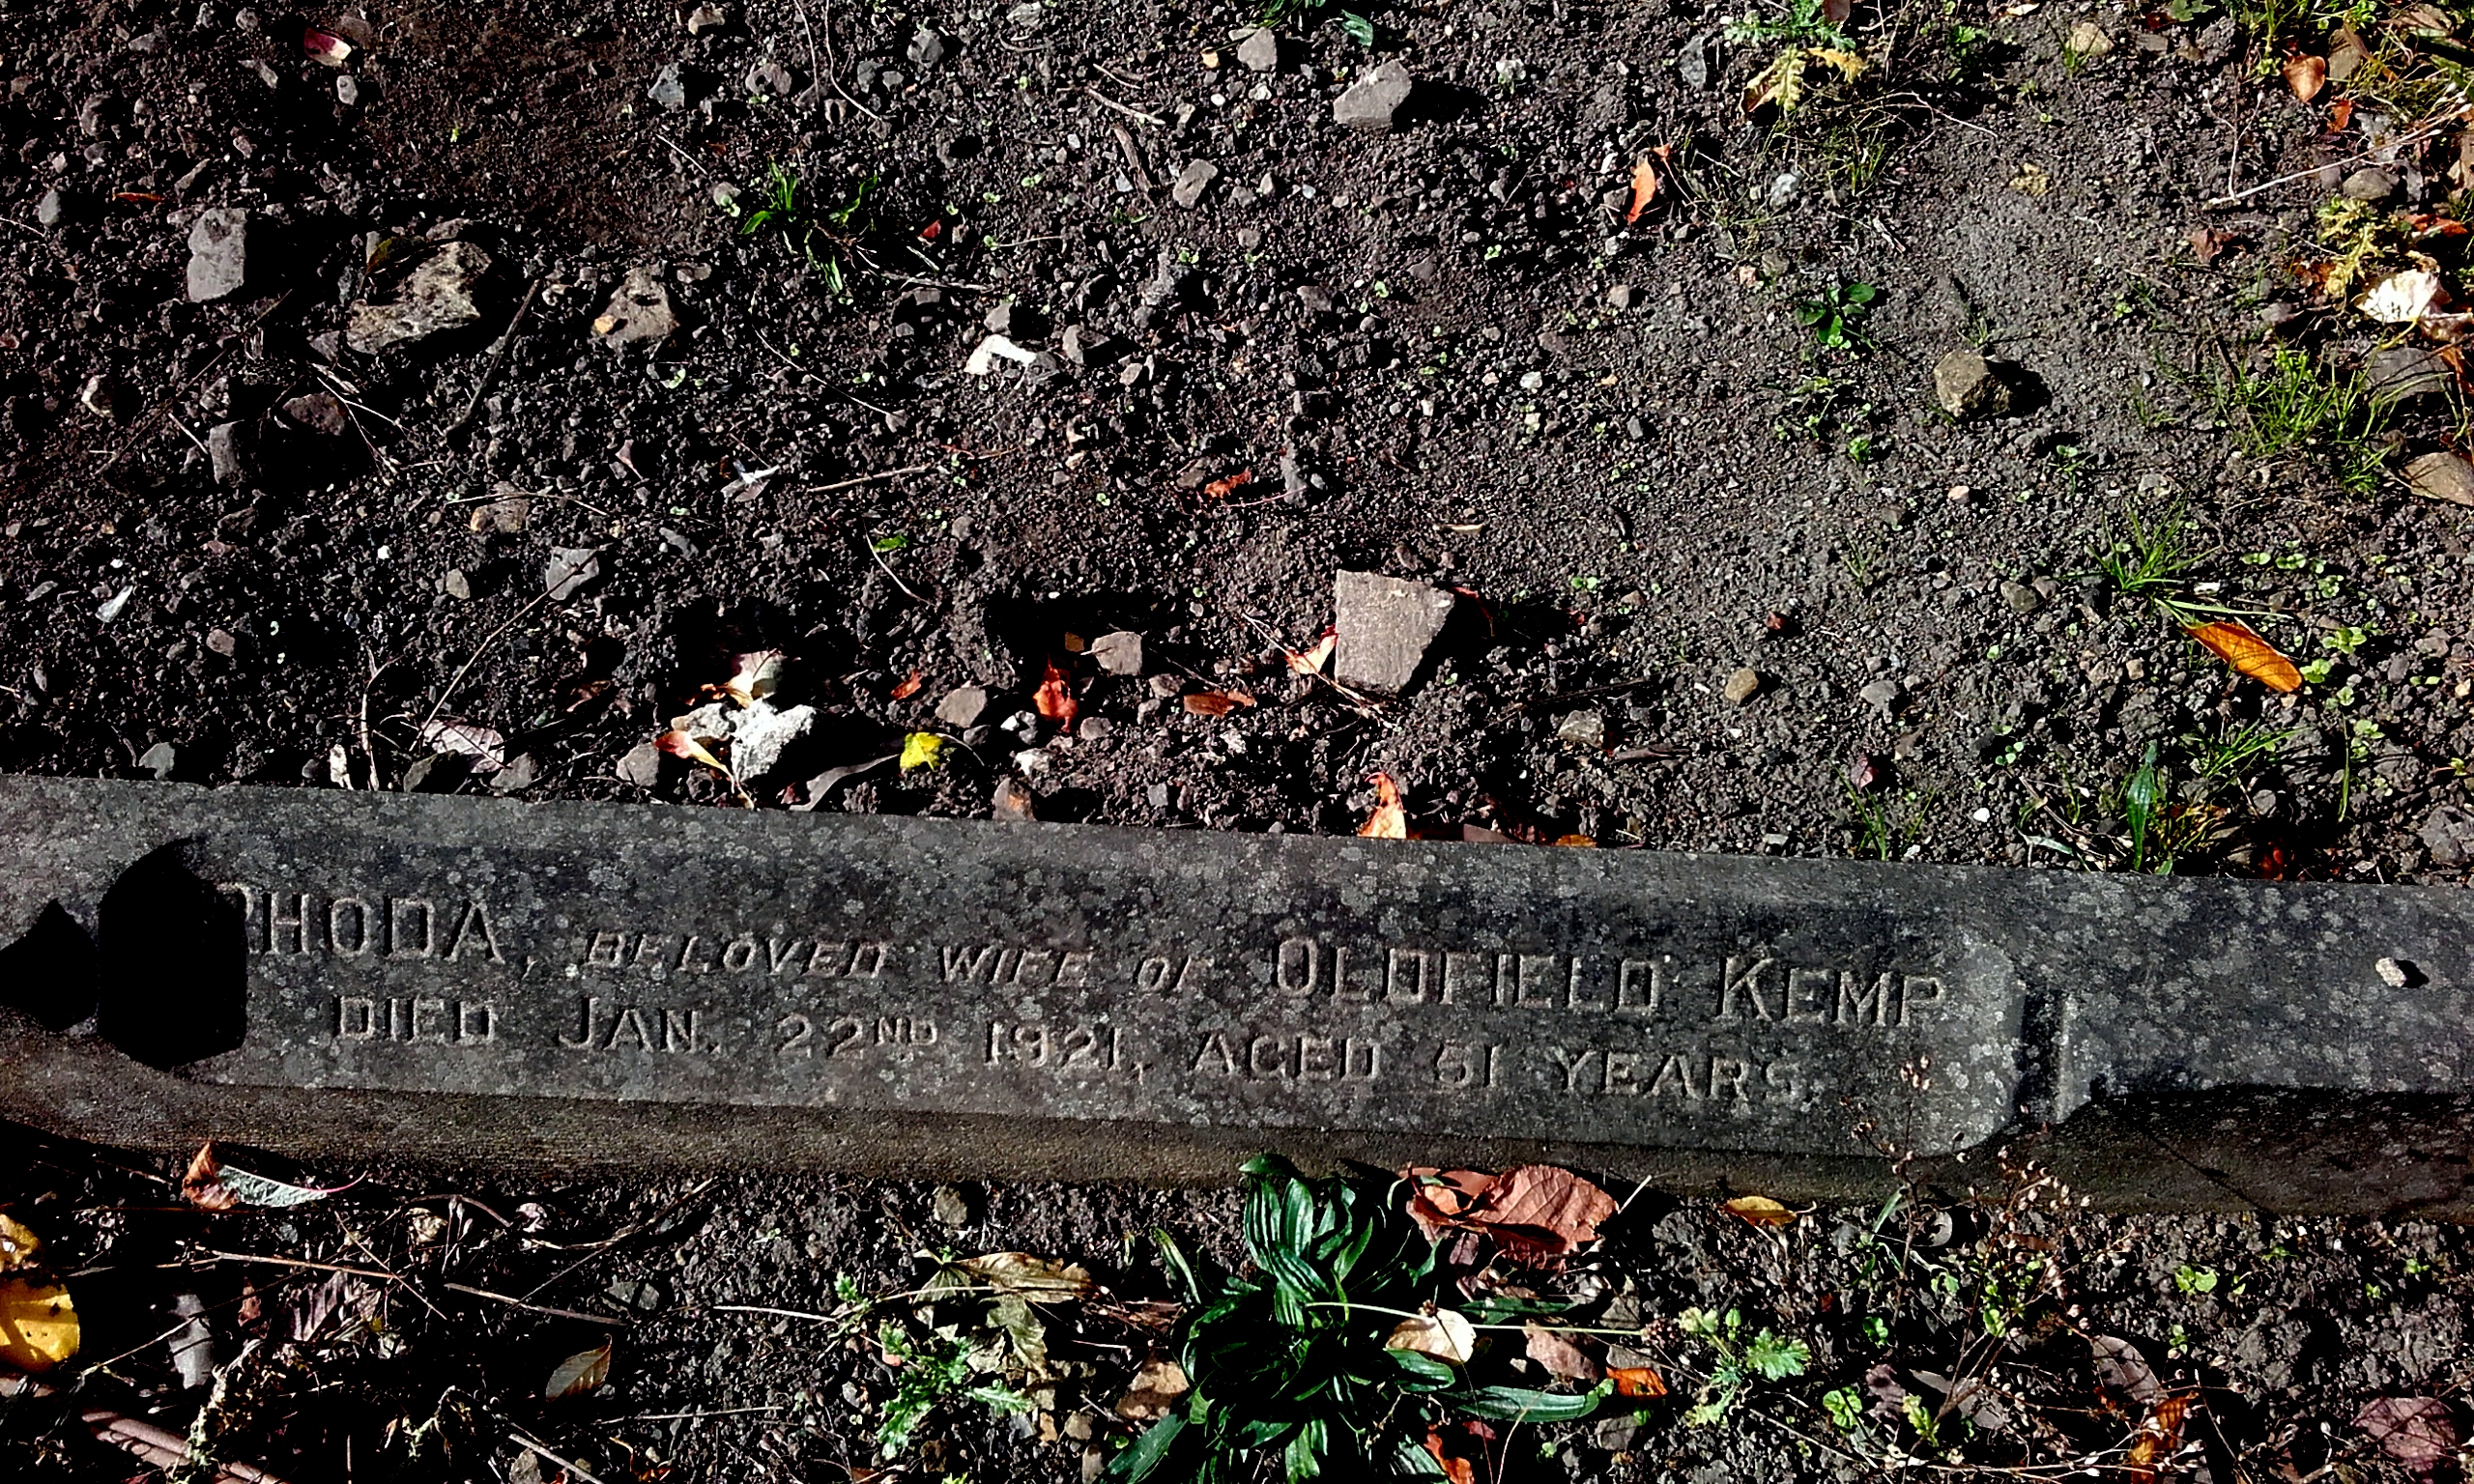 RHODA, BELOVED WIFE OF OLDFIELD KEMP
DIED JAN. 22ND 1921, AGED 51 YEARS.